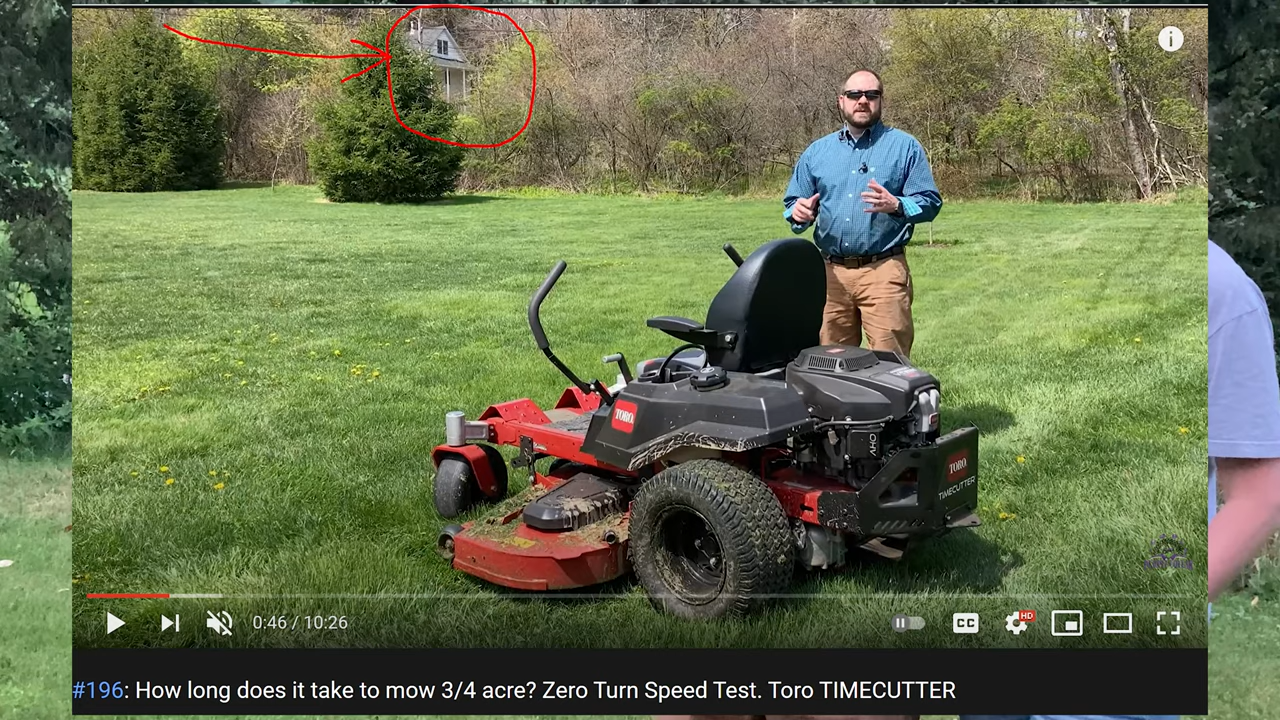 TORO
OHV
TORO
TIMECUTTER
0:46 / 10:26
CC
HD
#196: How long does it take to mow 3/4 acre? Zero Turn Speed Test. Toro TIMECUTTER